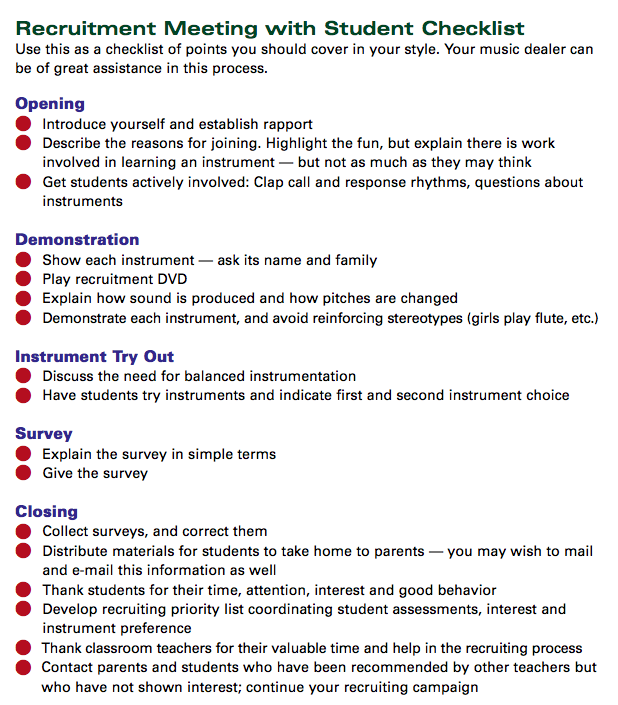 Recruitment Meeting with Student Checklist
Use this as a checklist of points you should cover in your style. Your music dealer can
be of great assistance in this process.
Opening
Introduce yourself and establish rapport
Describe the reasons for joining. Highlight the fun, but explain there is work
involved in learning an instrument — but not as much as they may think
Get students actively involved: Clap call and response rhythms, questions about
instruments
Demonstration
Show each instrument — ask its name and family
Play recruitment DVD
Explain how sound is produced and how pitches are changed
Demonstrate each instrument, and avoid reinforcing stereotypes (girls play flute, etc.)
Instrument Try Out
Discuss the need for balanced instrumentation
Have students try instruments and indicate first and second instrument choice
Survey
Explain the survey in simple terms
Give the survey
Closing
Collect surveys, and correct them
Distribute materials for students to take home to parents — you may wish to mail
and e-mail this information as well
Thank students for their time, attention, interest and good behavior
Develop recruiting priority list coordinating student assessments, interest and
instrument preference
Thank classroom teachers for their valuable time and help in the recruiting process
Contact parents and students who have been recommended by other teachers but
who have not shown interest; continue your recruiting campaign